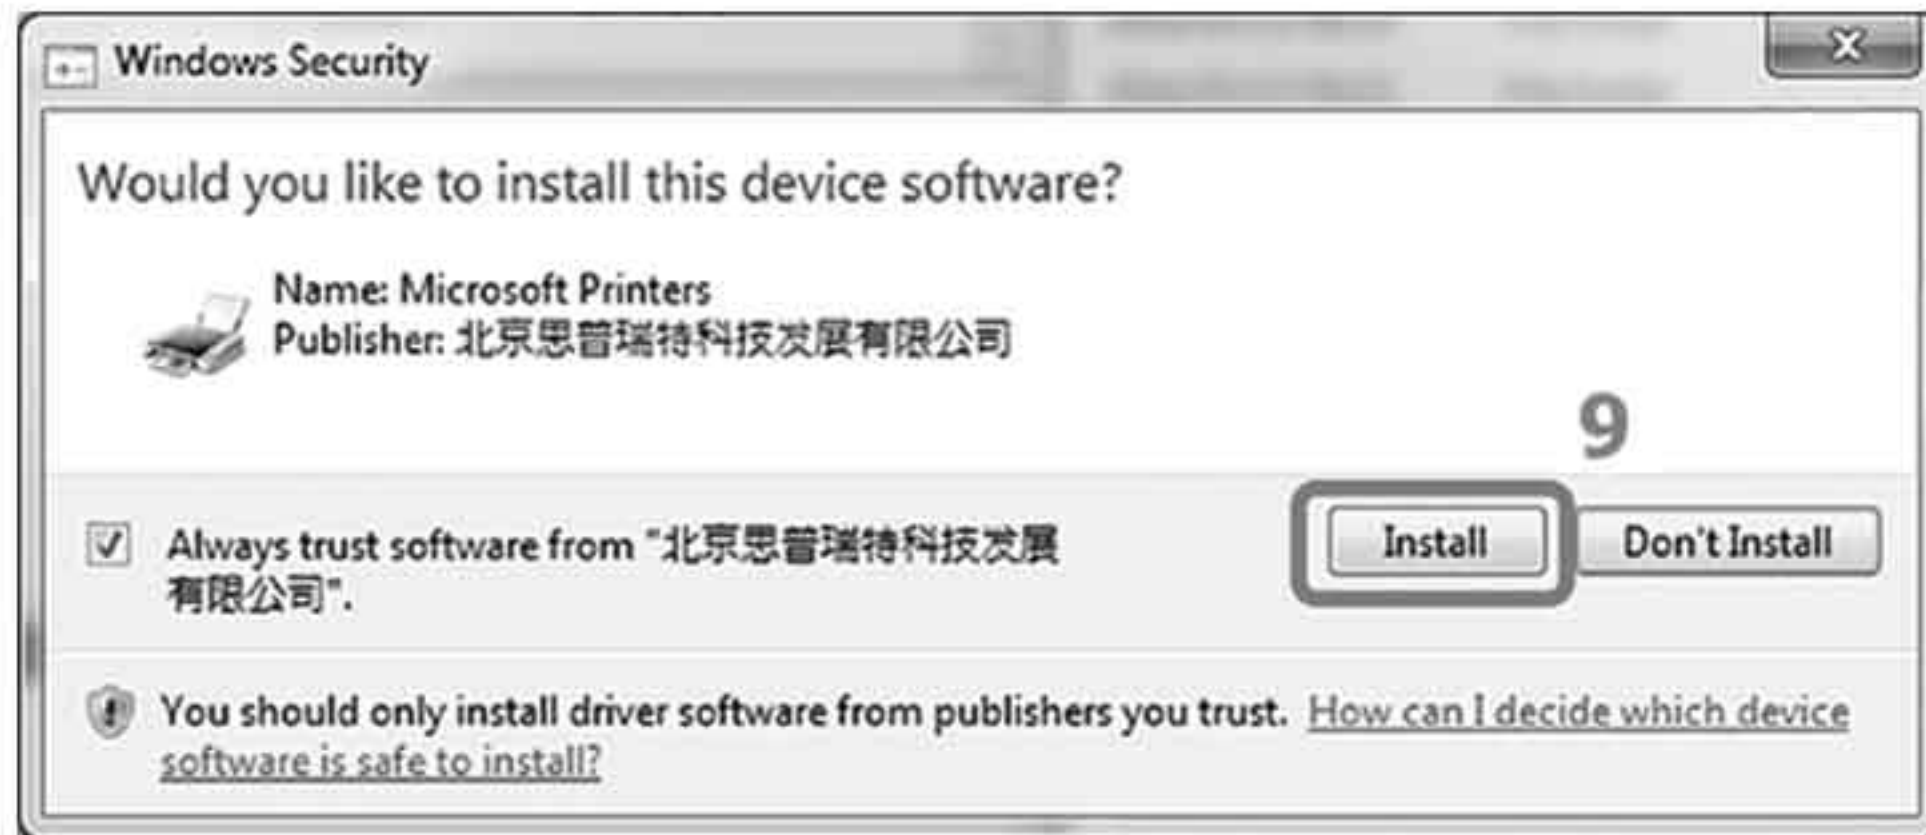 Windows Security
Would you like to install this device software?
Name: Microsoft Printers
Publisher: 北京思普瑞特科技发展有限公司
9
Always trust software from "北京思普瑞特科技发展
有限公司".
Install
Don't Install
You should only install driver software from publishers you trust. How can I decide which device
software is safe to install?